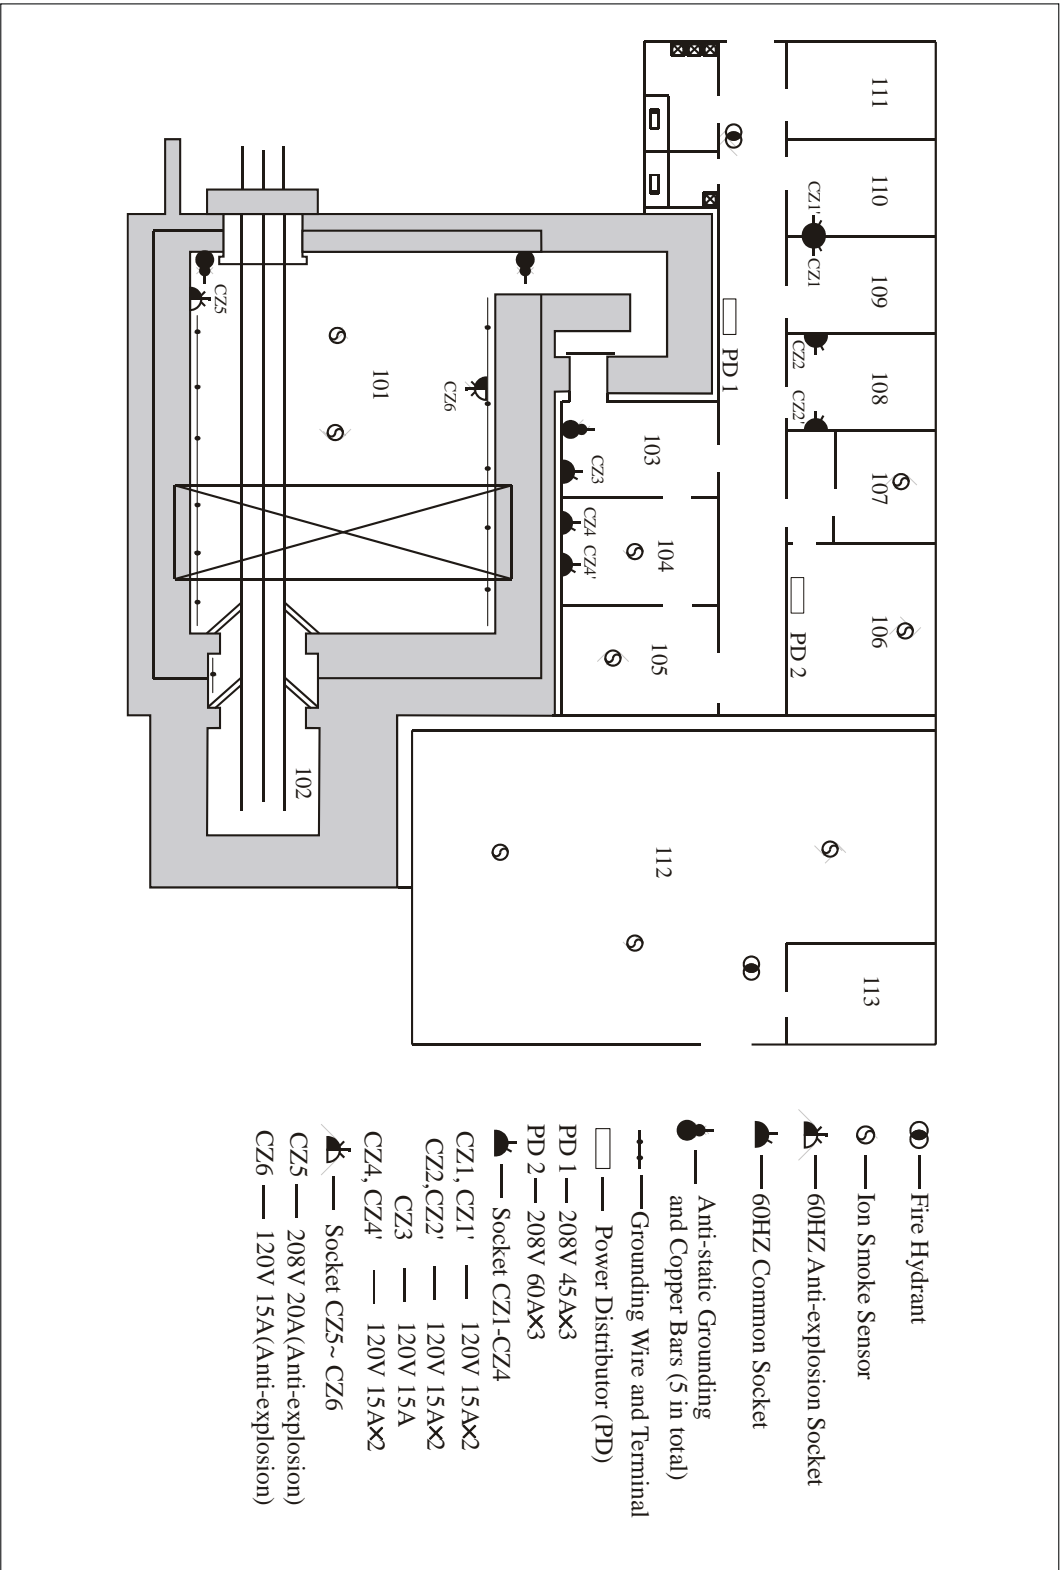 111
110
109
108
107
106
CZ1'
CZ1
CZ2
CZ2'
PD 1
PD 2
103
104
105
CZ3
CZ4
CZ4'
CZ5
CZ6
101
102
112
113
Fire Hydrant
Ion Smoke Sensor
60HZ Anti-explosion Socket
60HZ Common Socket
Anti-static Grounding
and Copper Bars (5 in total)
Grounding Wire and Terminal
Power Distributor (PD)
PD 1 — 208V 45A×3
PD 2 — 208V 60A×3
Socket CZ1-CZ4
CZ1, CZ1' — 120V 15A×2
CZ2,CZ2' — 120V 15A×2
CZ3 — 120V 15A
CZ4, CZ4' — 120V 15A×2
Socket CZ5~ CZ6
CZ5 — 208V 20A(Anti-explosion)
CZ6 — 120V 15A(Anti-explosion)